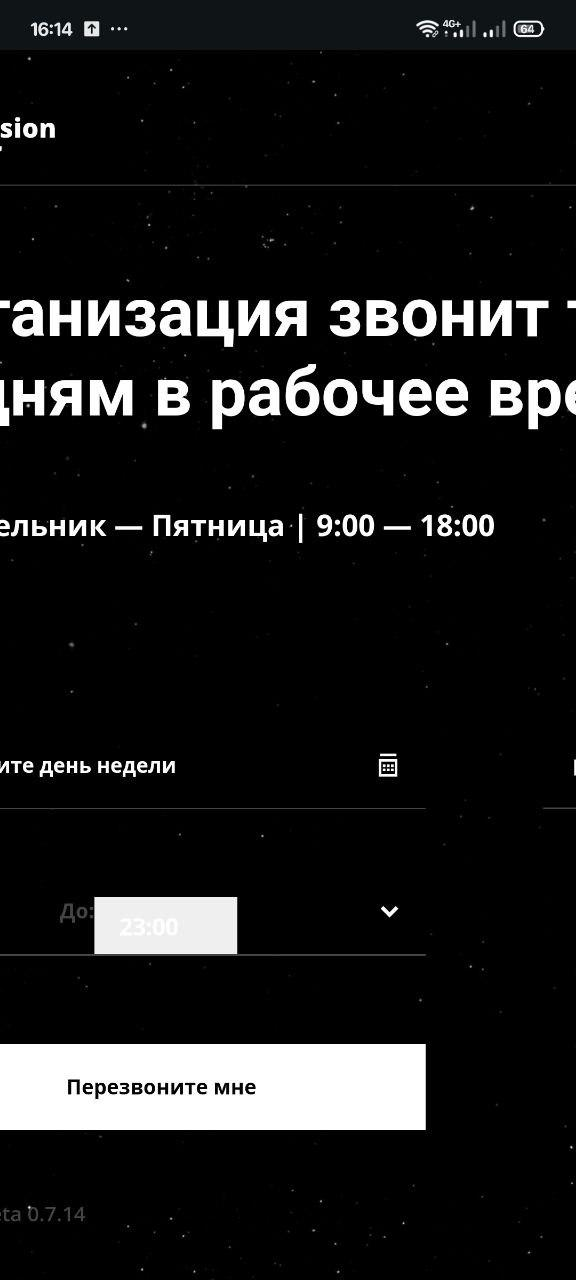 16:14 4G+ 64
sion
ганизация звонит т
дням в рабочее вре
ельник — Пятница | 9:00 — 18:00
ите день недели
До: 23:00
Перезвоните мне
eta 0.7.14